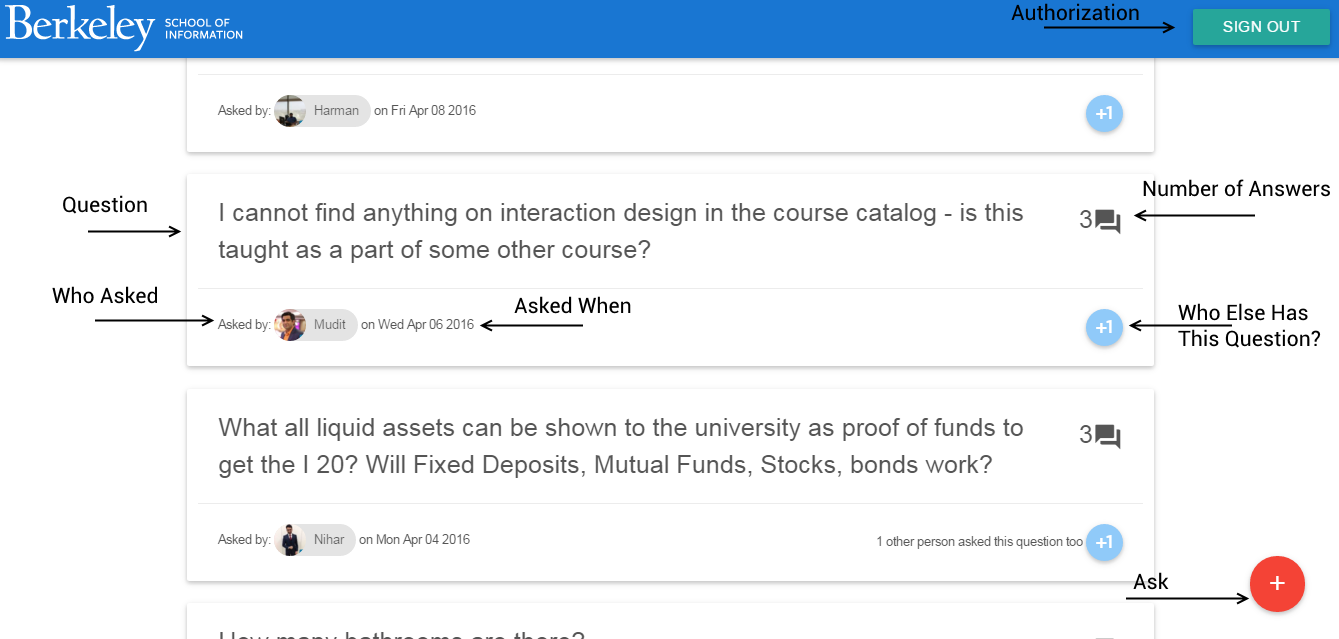 Berkeley SCHOOL OF
INFORMATION
Authorization
SIGN OUT
Asked by: Harman on Fri Apr 08 2016
+1
Question
I cannot find anything on interaction design in the course catalog - is this
taught as a part of some other course?
3
Number of Answers
Who Asked
Asked by: Mudit on Wed Apr 06 2016
Asked When
+1
Who Else Has
This Question?
What all liquid assets can be shown to the university as proof of funds to
get the I 20? Will Fixed Deposits, Mutual Funds, Stocks, bonds work?
3
Asked by: Nihar on Mon Apr 04 2016
1 other person asked this question too +1
Ask
+
How many bathrooms are there?